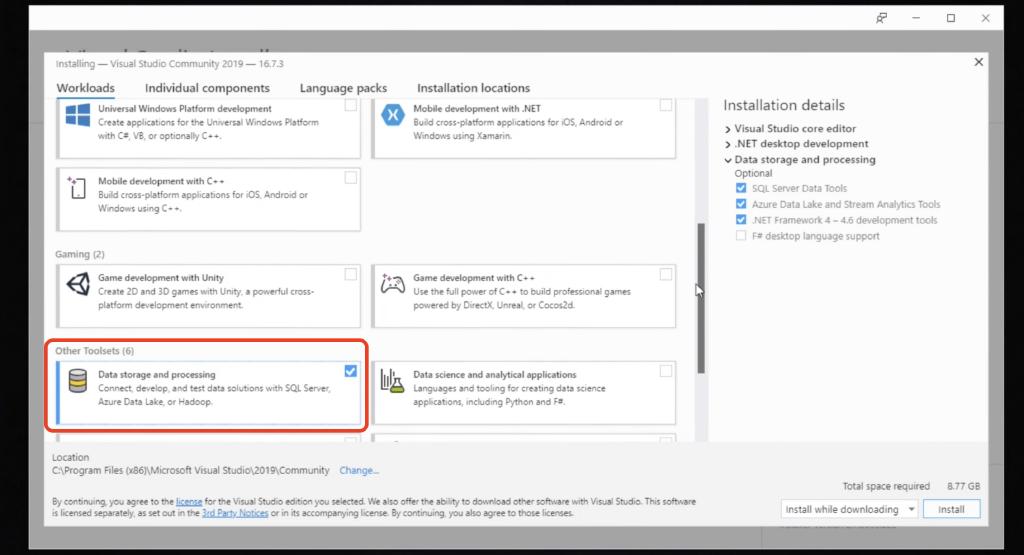 Installing — Visual Studio Community 2019 — 16.7.3
Workloads
Individual components
Language packs
Installation locations
Universal Windows Platform development
Create applications for the Universal Windows Platform
with C#, VB, or optionally C++.
Mobile development with .NET
Build cross-platform applications for iOS, Android or
Windows using Xamarin.
Mobile development with C++
Build cross-platform applications for iOS, Android or
Windows using C++.
Gaming (2)
Game development with Unity
Create 2D and 3D games with Unity, a powerful cross-
platform development environment.
Game development with C++
Use the full power of C++ to build professional games
powered by DirectX, Unreal, or Cocos2d.
Other Toolsets (6)
Data storage and processing
Connect, develop, and test data solutions with SQL Server,
Azure Data Lake, or Hadoop.
Data science and analytical applications
Languages and tooling for creating data science
applications, including Python and F#.
Installation details
Visual Studio core editor
.NET desktop development
Data storage and processing
Optional
SQL Server Data Tools
Azure Data Lake and Stream Analytics Tools
.NET Framework 4 – 4.6 development tools
F# desktop language support
Location
C:\Program Files (x86)\Microsoft Visual Studio\2019\Community
Change...
By continuing, you agree to the license for the Visual Studio edition you selected. We also offer the ability to download other software with Visual Studio. This software
is licensed separately, as set out in the 3rd Party Notices or in its accompanying license. By continuing, you also agree to those licenses.
Total space required 8.77 GB
Install while downloading
Install